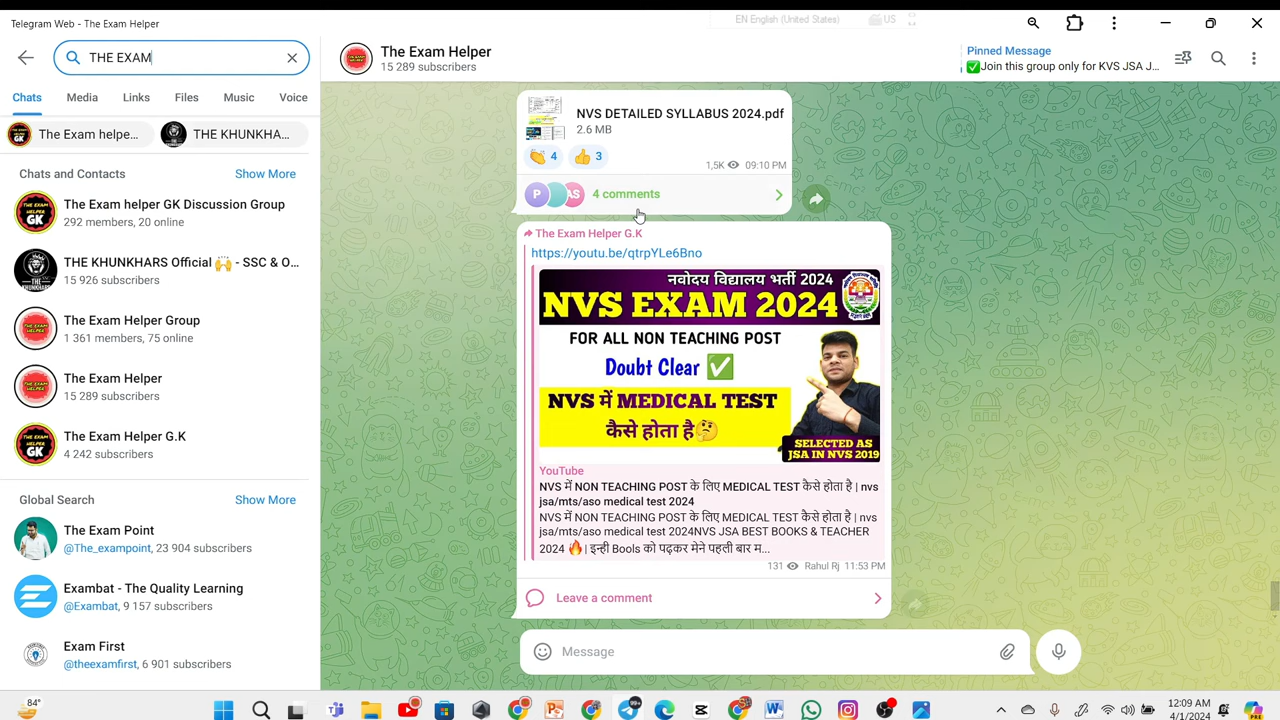 Telegram Web - The Exam Helper
EN English (United States)
US
THE EXAM
The Exam Helper
15 289 subscribers
Pinned Message
✅Join this group only for KVS JSA J...
Chats
Media
Links
Files
Music
Voice
The Exam helpe...
THE KHUNKHA...
Chats and Contacts
Show More
The Exam helper GK Discussion Group
292 members, 20 online
THE KHUNKHARS Official 🙌 - SSC & O...
15 926 subscribers
The Exam Helper Group
1 361 members, 75 online
The Exam Helper
15 289 subscribers
The Exam Helper G.K
4 242 subscribers
Global Search
Show More
The Exam Point
@The_exampoint, 23 904 subscribers
Exambat - The Quality Learning
@Exambat, 9 157 subscribers
Exam First
@theexamfirst, 6 901 subscribers
NVS DETAILED SYLLABUS 2024.pdf
2.6 MB
👏 4 👍 3
1,5K 09:10 PM
P AS 4 comments
The Exam Helper G.K
https://youtu.be/qtrpYLe6Bno
नवोदय विद्यालय भर्ती 2024
NVS EXAM 2024
FOR ALL NON TEACHING POST
Doubt Clear ✅
NVS में MEDICAL TEST
कैसे होता है🤔
SELECTED AS
JSA IN NVS 2019
YouTube
NVS में NON TEACHING POST के लिए MEDICAL TEST कैसे होता है | nvs
jsa/mts/aso medical test 2024
NVS में NON TEACHING POST के लिए MEDICAL TEST कैसे होता है | nvs
jsa/mts/aso medical test 2024NVS JSA BEST BOOKS & TEACHER
2024 🔥| इन्ही Bools को पढ़कर मेने पहली बार म...
131 Rahul Rj 11:53 PM
Leave a comment
Message
84°
99+
12:09 AM
4/1/2024